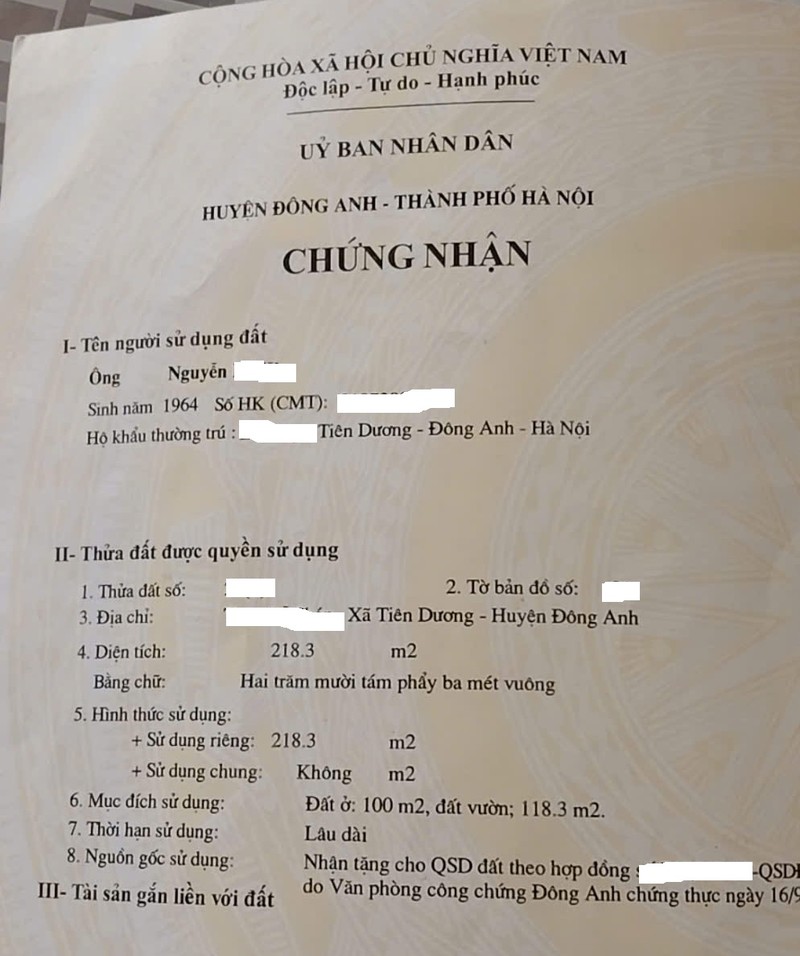 CỘNG HÒA XÃ HỘI CHỦ NGHĨA VIỆT NAM
Độc lập - Tự do - Hạnh phúc
UỶ BAN NHÂN DÂN
HUYỆN ĐÔNG ANH - THÀNH PHỐ HÀ NỘI
CHỨNG NHẬN
I- Tên người sử dụng đất
Ông Nguyễn
Sinh năm 1964 Số HK (CMT):
Hộ khẩu thường trú : Tiên Dương - Đông Anh - Hà Nội
II- Thửa đất được quyền sử dụng
1. Thửa đất số: 2. Tờ bản đồ số:
3. Địa chỉ: Xã Tiên Dương - Huyện Đông Anh
4. Diện tích: 218.3 m2
Bằng chữ: Hai trăm mười tám phẩy ba mét vuông
5. Hình thức sử dụng:
+ Sử dụng riêng: 218.3 m2
+ Sử dụng chung: Không m2
6. Mục đích sử dụng: Đất ở: 100 m2, đất vườn; 118.3 m2.
7. Thời hạn sử dụng: Lâu dài
8. Nguồn gốc sử dụng: Nhận tặng cho QSD đất theo hợp đồng -QSDĐ
do Văn phòng công chứng Đông Anh chứng thực ngày 16/9
III- Tài sản gắn liền với đất